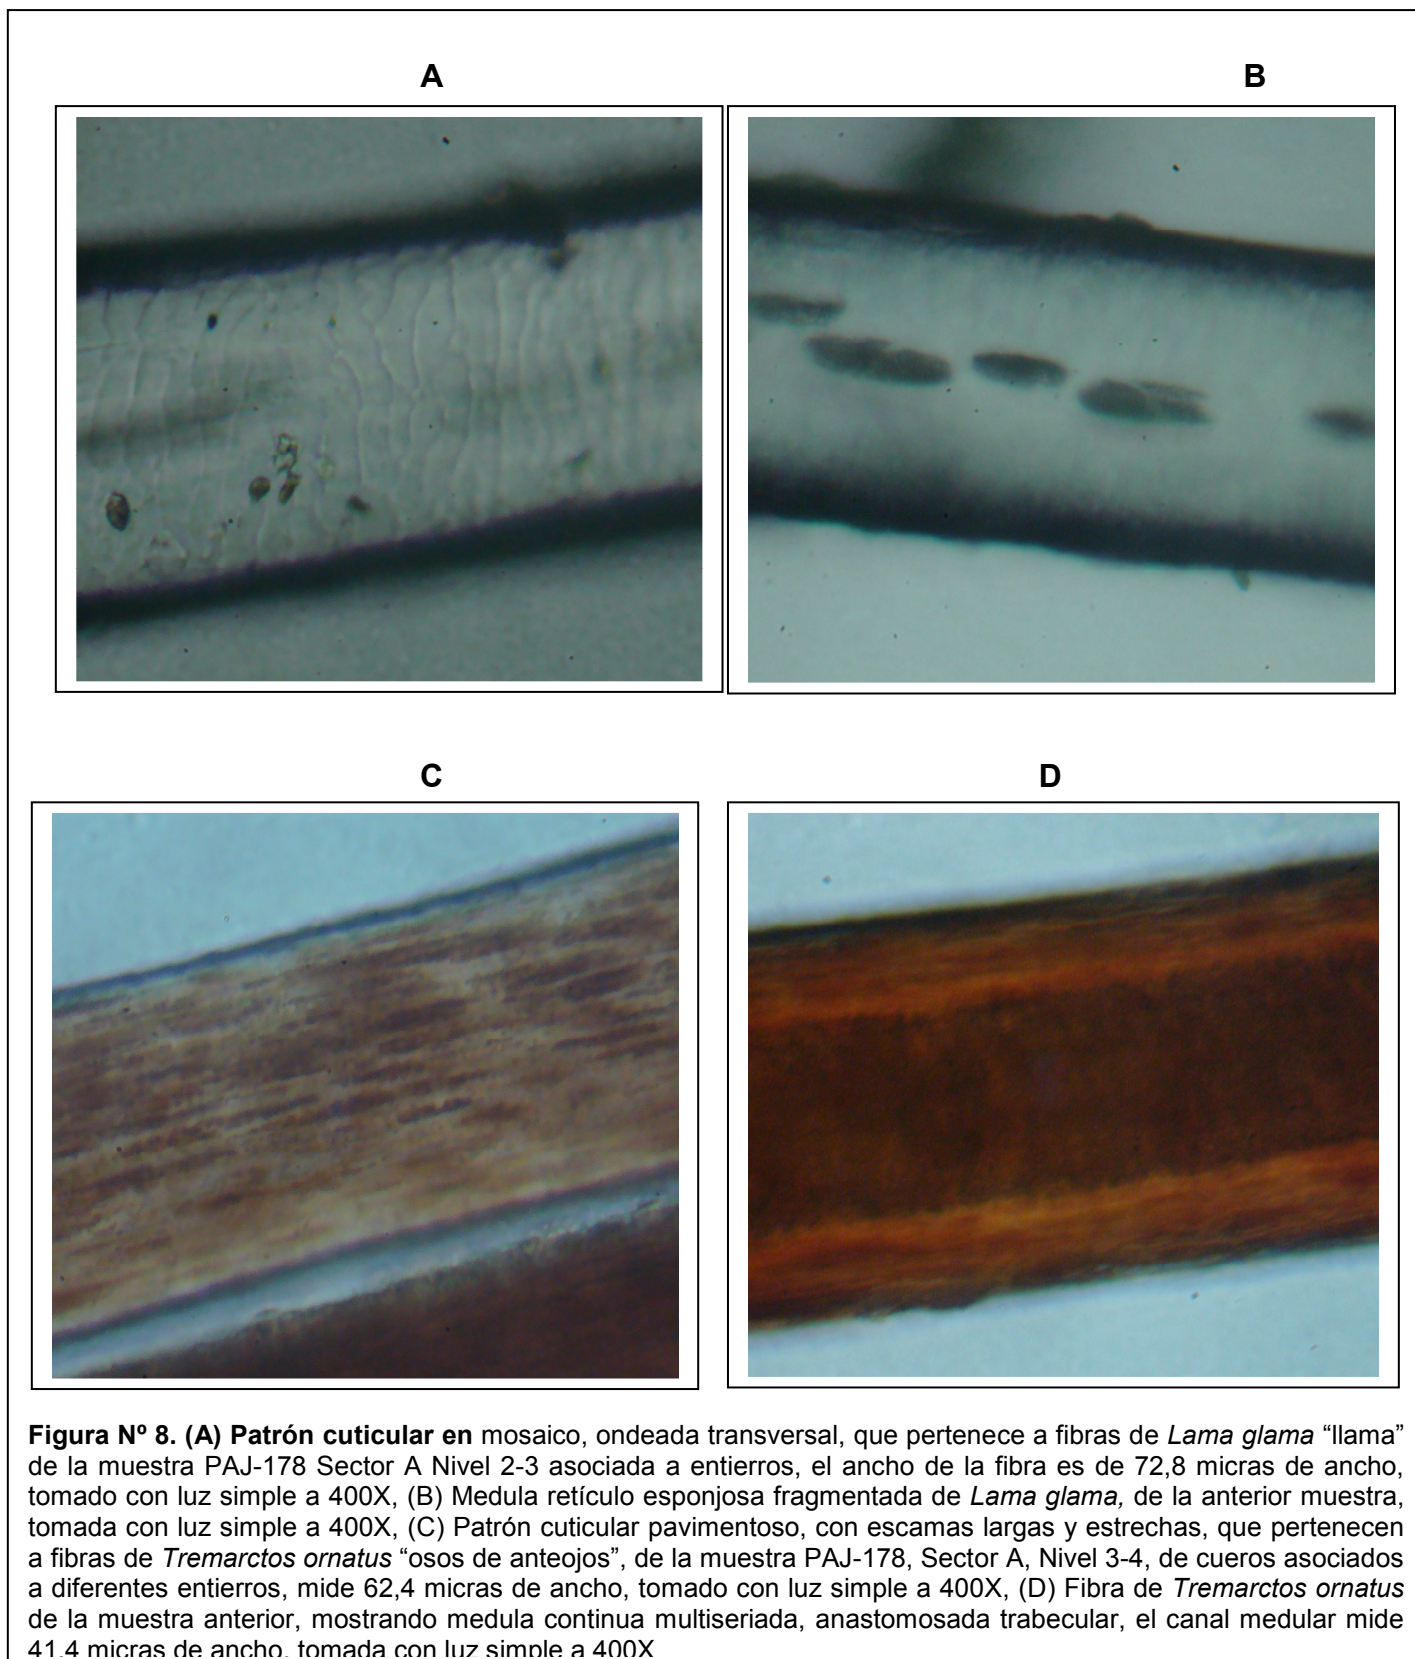 A
B
C
D
Figura Nº 8. (A) Patrón cuticular en mosaico, ondeada transversal, que pertenece a fibras de Lama glama “llama”
de la muestra PAJ-178 Sector A Nivel 2-3 asociada a entierros, el ancho de la fibra es de 72,8 micras de ancho,
tomado con luz simple a 400X, (B) Medula retículo esponjosa fragmentada de Lama glama, de la anterior muestra,
tomada con luz simple a 400X, (C) Patrón cuticular pavimentoso, con escamas largas y estrechas, que pertenecen
a fibras de Tremarctos ornatus “osos de anteojos”, de la muestra PAJ-178, Sector A, Nivel 3-4, de cueros asociados
a diferentes entierros, mide 62,4 micras de ancho, tomado con luz simple a 400X, (D) Fibra de Tremarctos ornatus
de la muestra anterior, mostrando medula continua multiseriada, anastomosada trabecular, el canal medular mide
41,4 micras de ancho, tomada con luz simple a 400X